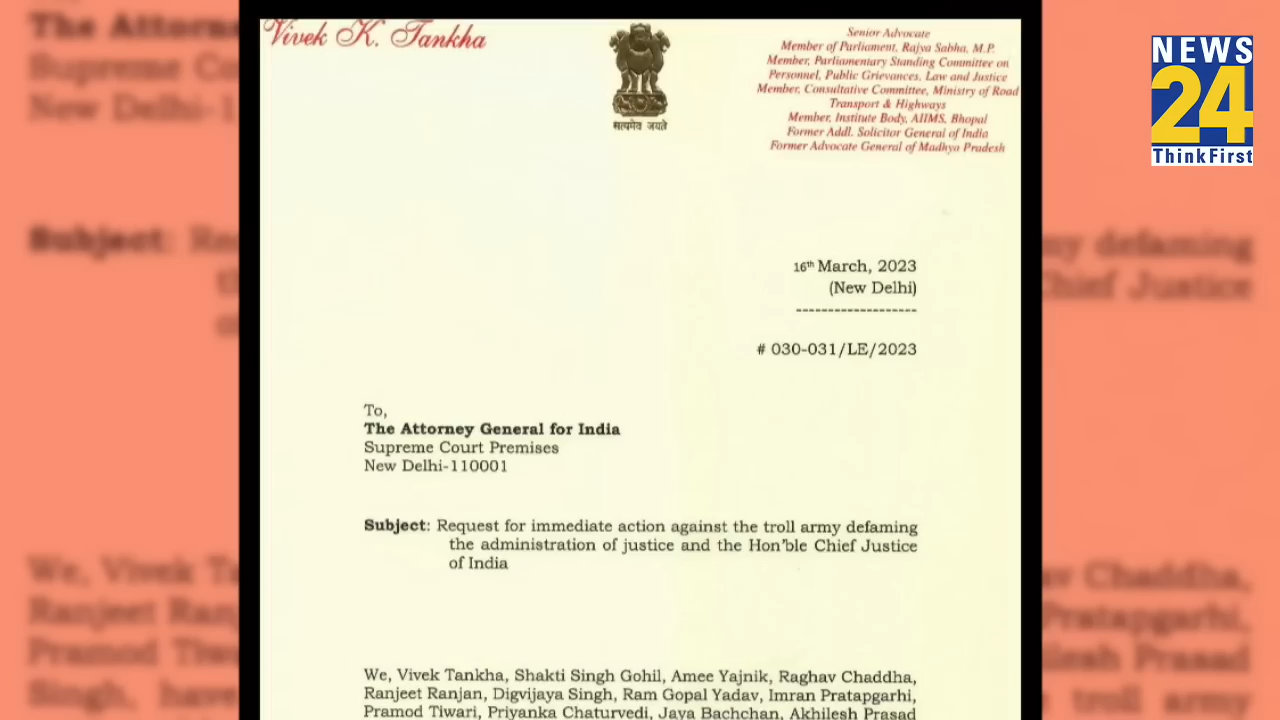 Vivek K. Tankha
सत्यमेव जयते
Senior Advocate
Member of Parliament, Rajya Sabha, M.P.
Member, Parliamentary Standing Committee on
Personnel, Public Grievances, Law and Justice
Member, Consultative Committee, Ministry of Road
Transport & Highways
Member, Institute Body, AIIMS, Bhopal
Former Addl. Solicitor General of India
Former Advocate General of Madhya Pradesh
NEWS
24
ThinkFirst
16th March, 2023
(New Delhi)
-------------------
# 030-031/LE/2023
To,
The Attorney General for India
Supreme Court Premises
New Delhi-110001
Subject: Request for immediate action against the troll army defaming
the administration of justice and the Hon'ble Chief Justice
of India
We, Vivek Tankha, Shakti Singh Gohil, Amee Yajnik, Raghav Chaddha,
Ranjeet Ranjan, Digvijaya Singh, Ram Gopal Yadav, Imran Pratapgarhi,
Pramod Tiwari, Priyanka Chaturvedi, Jaya Bachchan, Akhilesh Prasad